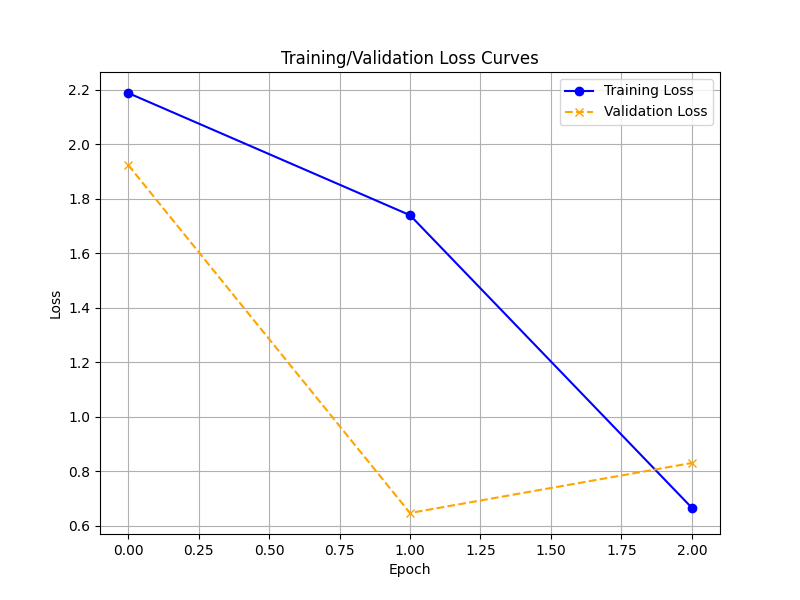 Training/Validation Loss Curves
Training Loss
Validation Loss
Loss
2.2
2.0
1.8
1.6
1.4
1.2
1.0
0.8
0.6
0.00 0.25 0.50 0.75 1.00 1.25 1.50 1.75 2.00
Epoch